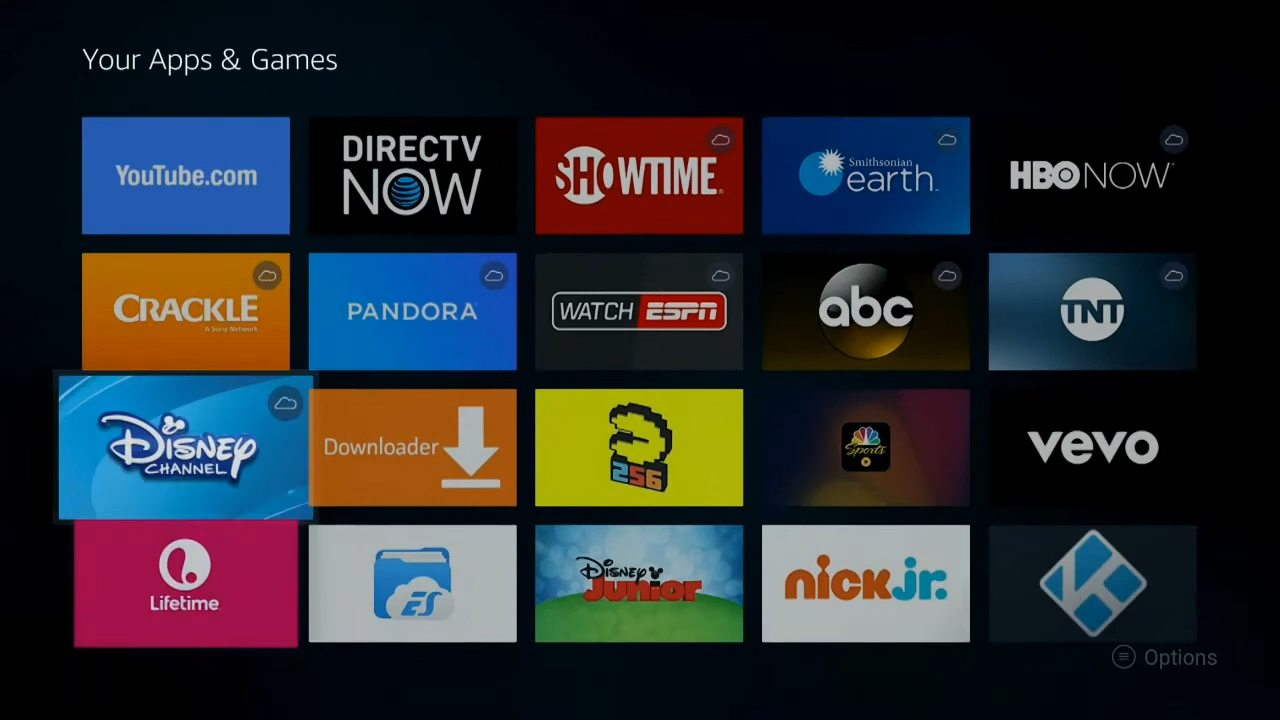 Your Apps & Games
YouTube.com
DIRECTV
NOW
SHOWTIME
Smithsonian
earth
HBO NOW
CRACKLE
A Sony Network
PANDORA
WATCH ESPN
abc
TNT
DISNEY
CHANNEL
Downloader
256
Sports
vevo
Lifetime
ES
DISNEY
Junior
nick jr.
Options